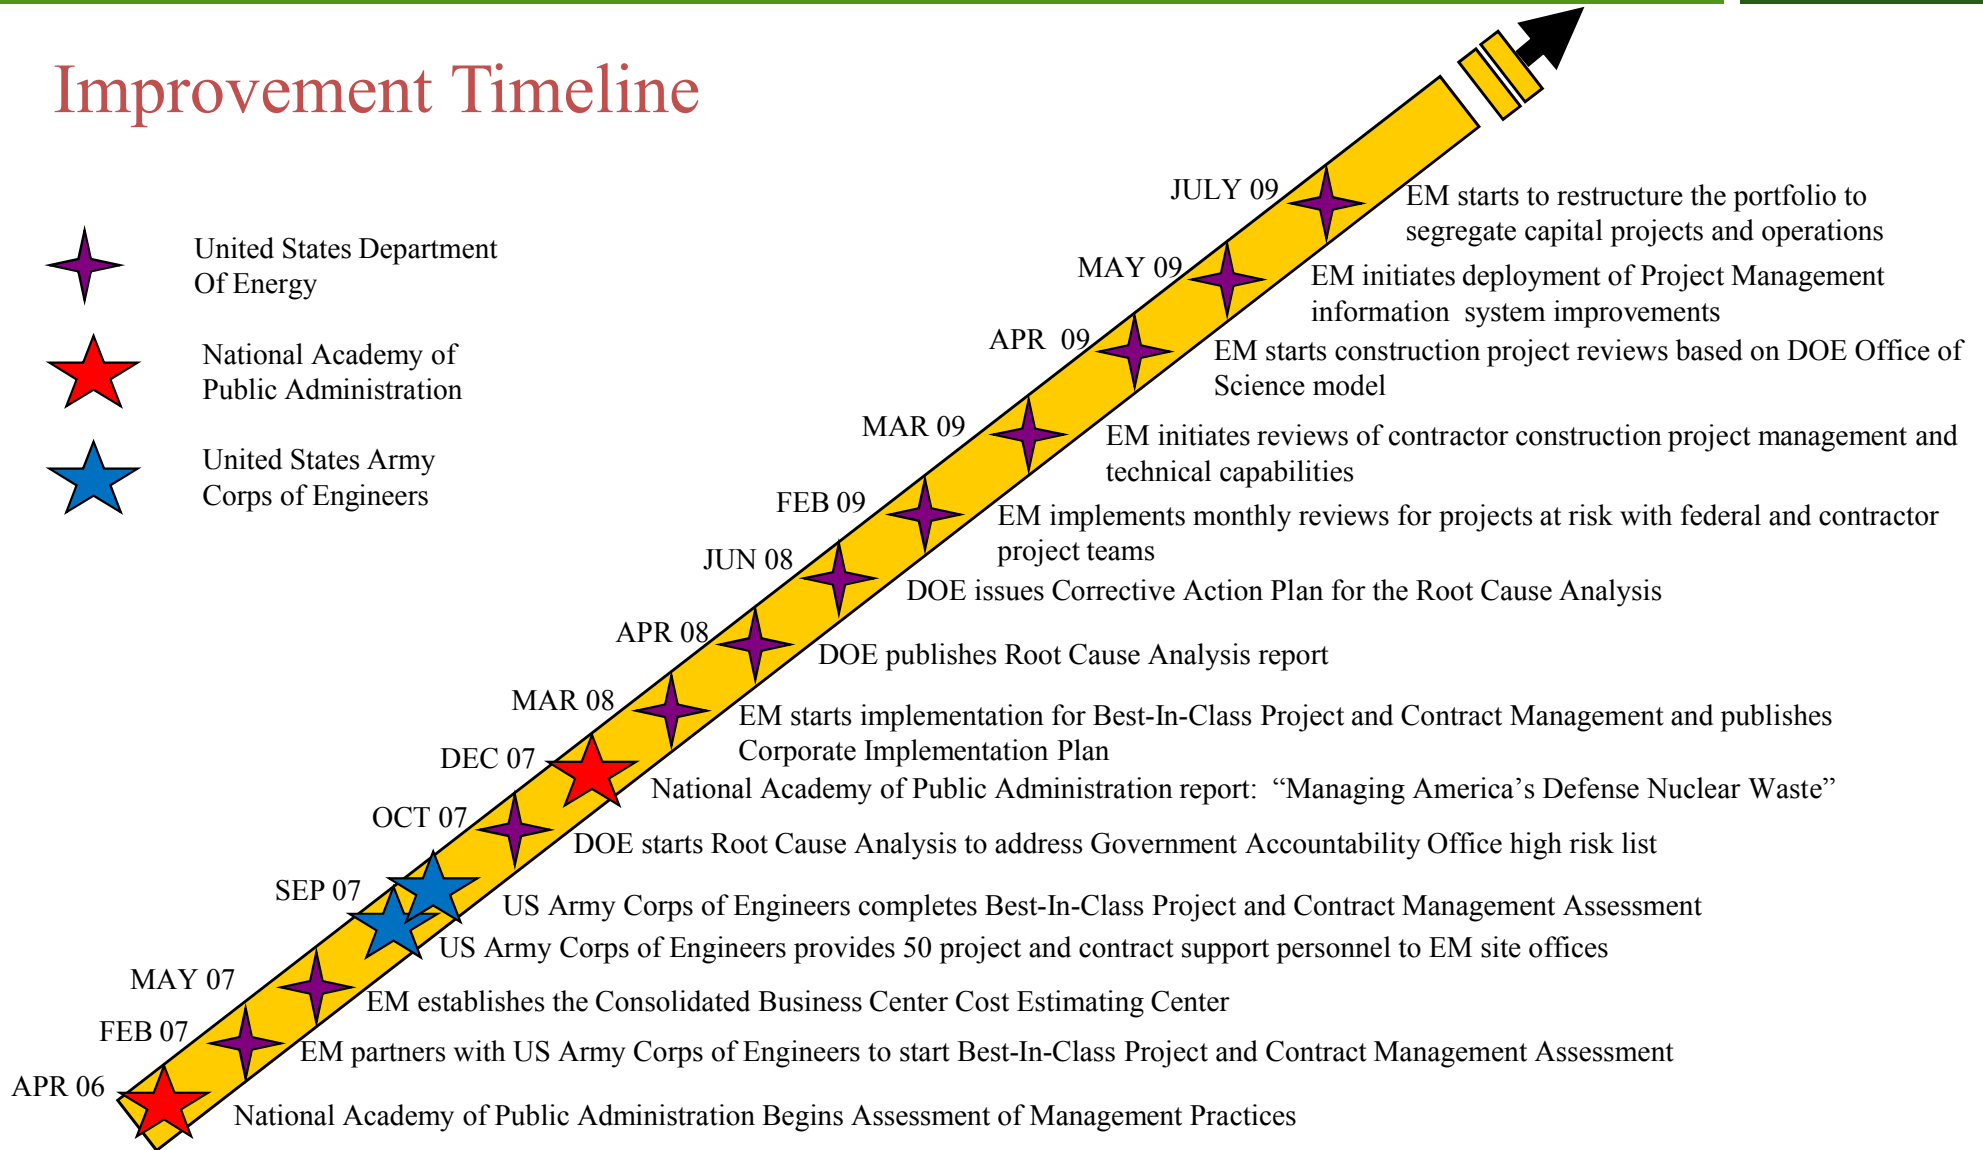 Improvement Timeline
United States Department
Of Energy
National Academy of
Public Administration
United States Army
Corps of Engineers
JULY 09
EM starts to restructure the portfolio to
segregate capital projects and operations
MAY 09
EM initiates deployment of Project Management
information  system improvements
APR  09
EM starts construction project reviews based on DOE Office of
Science model
MAR 09
EM initiates reviews of contractor construction project management and
technical capabilities
FEB 09
EM implements monthly reviews for projects at risk with federal and contractor
project teams
JUN 08
DOE issues Corrective Action Plan for the Root Cause Analysis
APR 08
DOE publishes Root Cause Analysis report
MAR 08
EM starts implementation for Best-In-Class Project and Contract Management and publishes
Corporate Implementation Plan
DEC 07
National Academy of Public Administration report:  “Managing America’s Defense Nuclear Waste”
OCT 07
DOE starts Root Cause Analysis to address Government Accountability Office high risk list
SEP 07
US Army Corps of Engineers completes Best-In-Class Project and Contract Management Assessment
US Army Corps of Engineers provides 50 project and contract support personnel to EM site offices
MAY 07
EM establishes the Consolidated Business Center Cost Estimating Center
FEB 07
EM partners with US Army Corps of Engineers to start Best-In-Class Project and Contract Management Assessment
APR 06
National Academy of Public Administration Begins Assessment of Management Practices